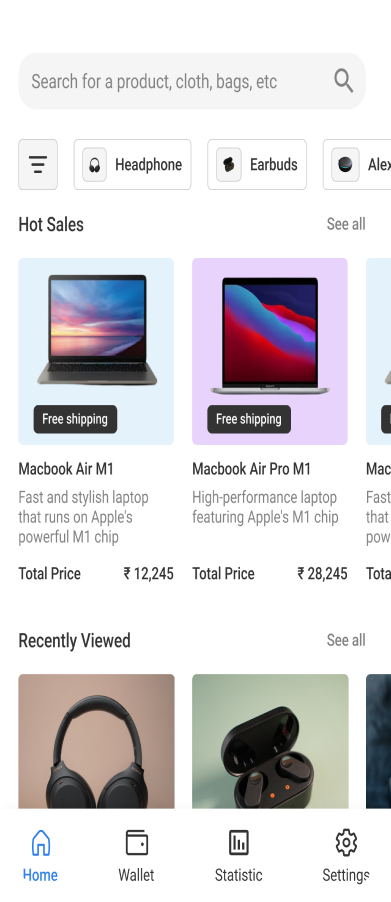 Search for a product, cloth, bags, etc
Headphone
Earbuds
Alex
Hot Sales
See all
Free shipping
Free shipping
Macbook Air M1
Macbook Air Pro M1
Mac
Fast and stylish laptop
that runs on Apple's
powerful M1 chip
High-performance laptop
featuring Apple's M1 chip
Fast
that
pow
Total Price
₹ 12,245
Total Price
₹ 28,245
Tota
Recently Viewed
See all
Home
Wallet
Statistic
Settings